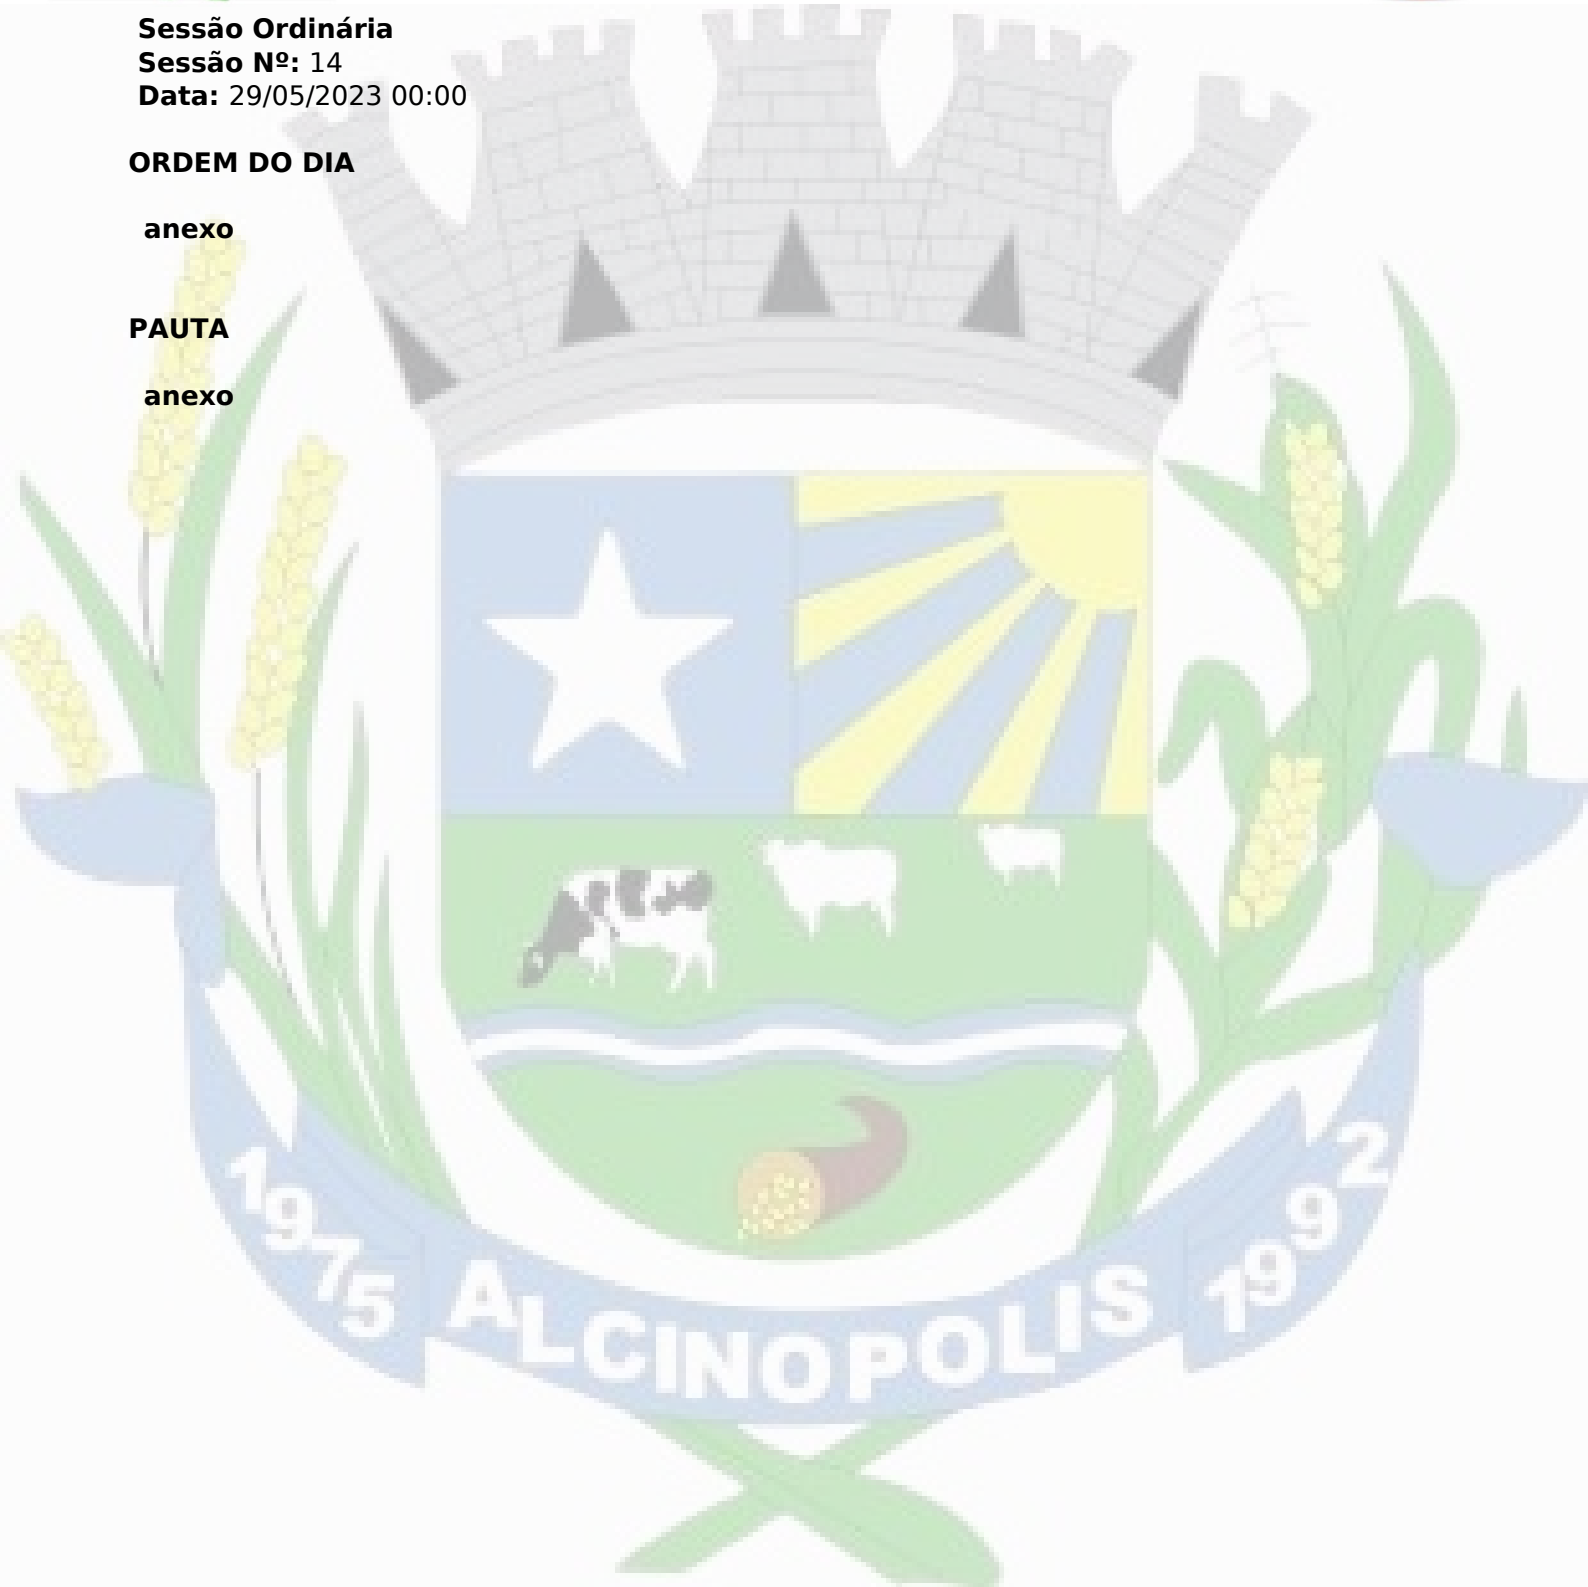 Sessão Ordinária
Sessão Nº: 14
Data: 29/05/2023 00:00
ORDEM DO DIA
anexo
PAUTA
anexo
1975 ALCINOPOLIS 1992